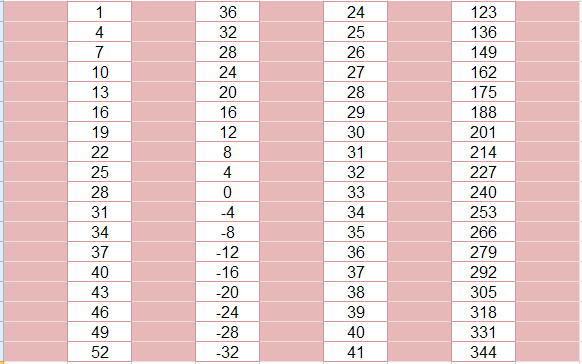 1 36 24 123
4 32 25 136
7 28 26 149
10 24 27 162
13 20 28 175
16 16 29 188
19 12 30 201
22 8 31 214
25 4 32 227
28 0 33 240
31 -4 34 253
34 -8 35 266
37 -12 36 279
40 -16 37 292
43 -20 38 305
46 -24 39 318
49 -28 40 331
52 -32 41 344